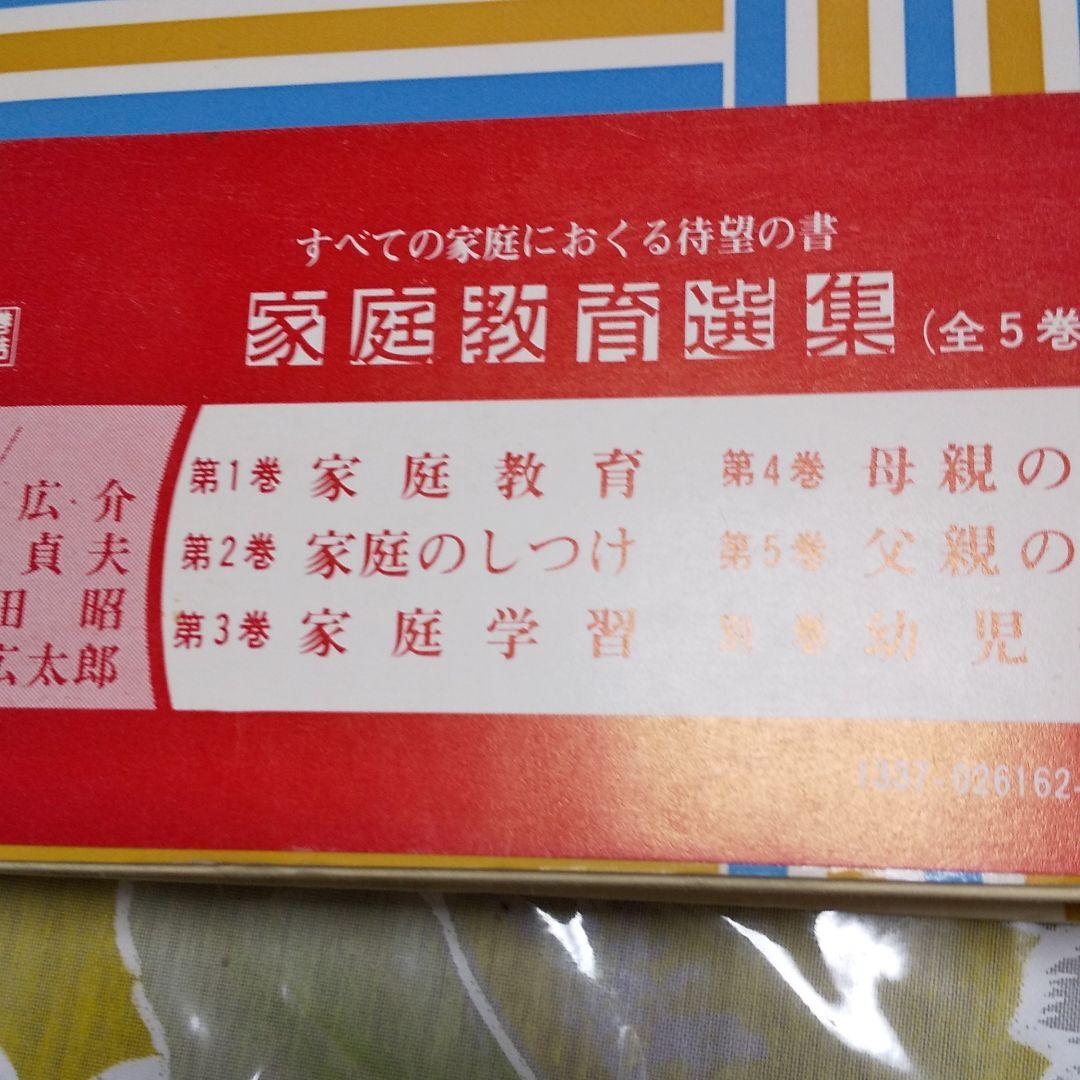 すべての家庭におくる待望の書
家庭教育選集(全5巻
広・介
貞夫
田昭
広太郎
第1巻 家庭教育
第2巻 家庭のしつけ
第3巻 家庭学習
第4巻 母親の
第5巻 父親の
別巻 幼児
1337-026162-